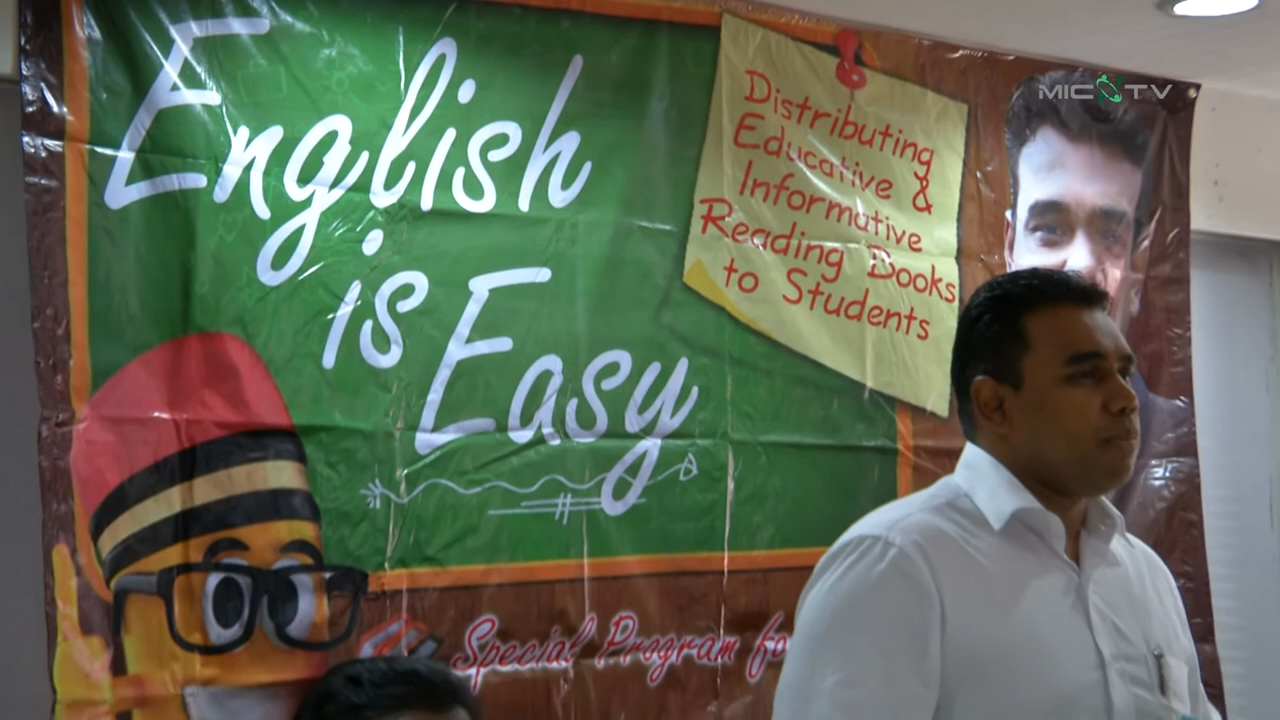 English
is Easy
Distributing
Educative &
Informative
Reading Books
to Students
MIC TV
Special Program fo